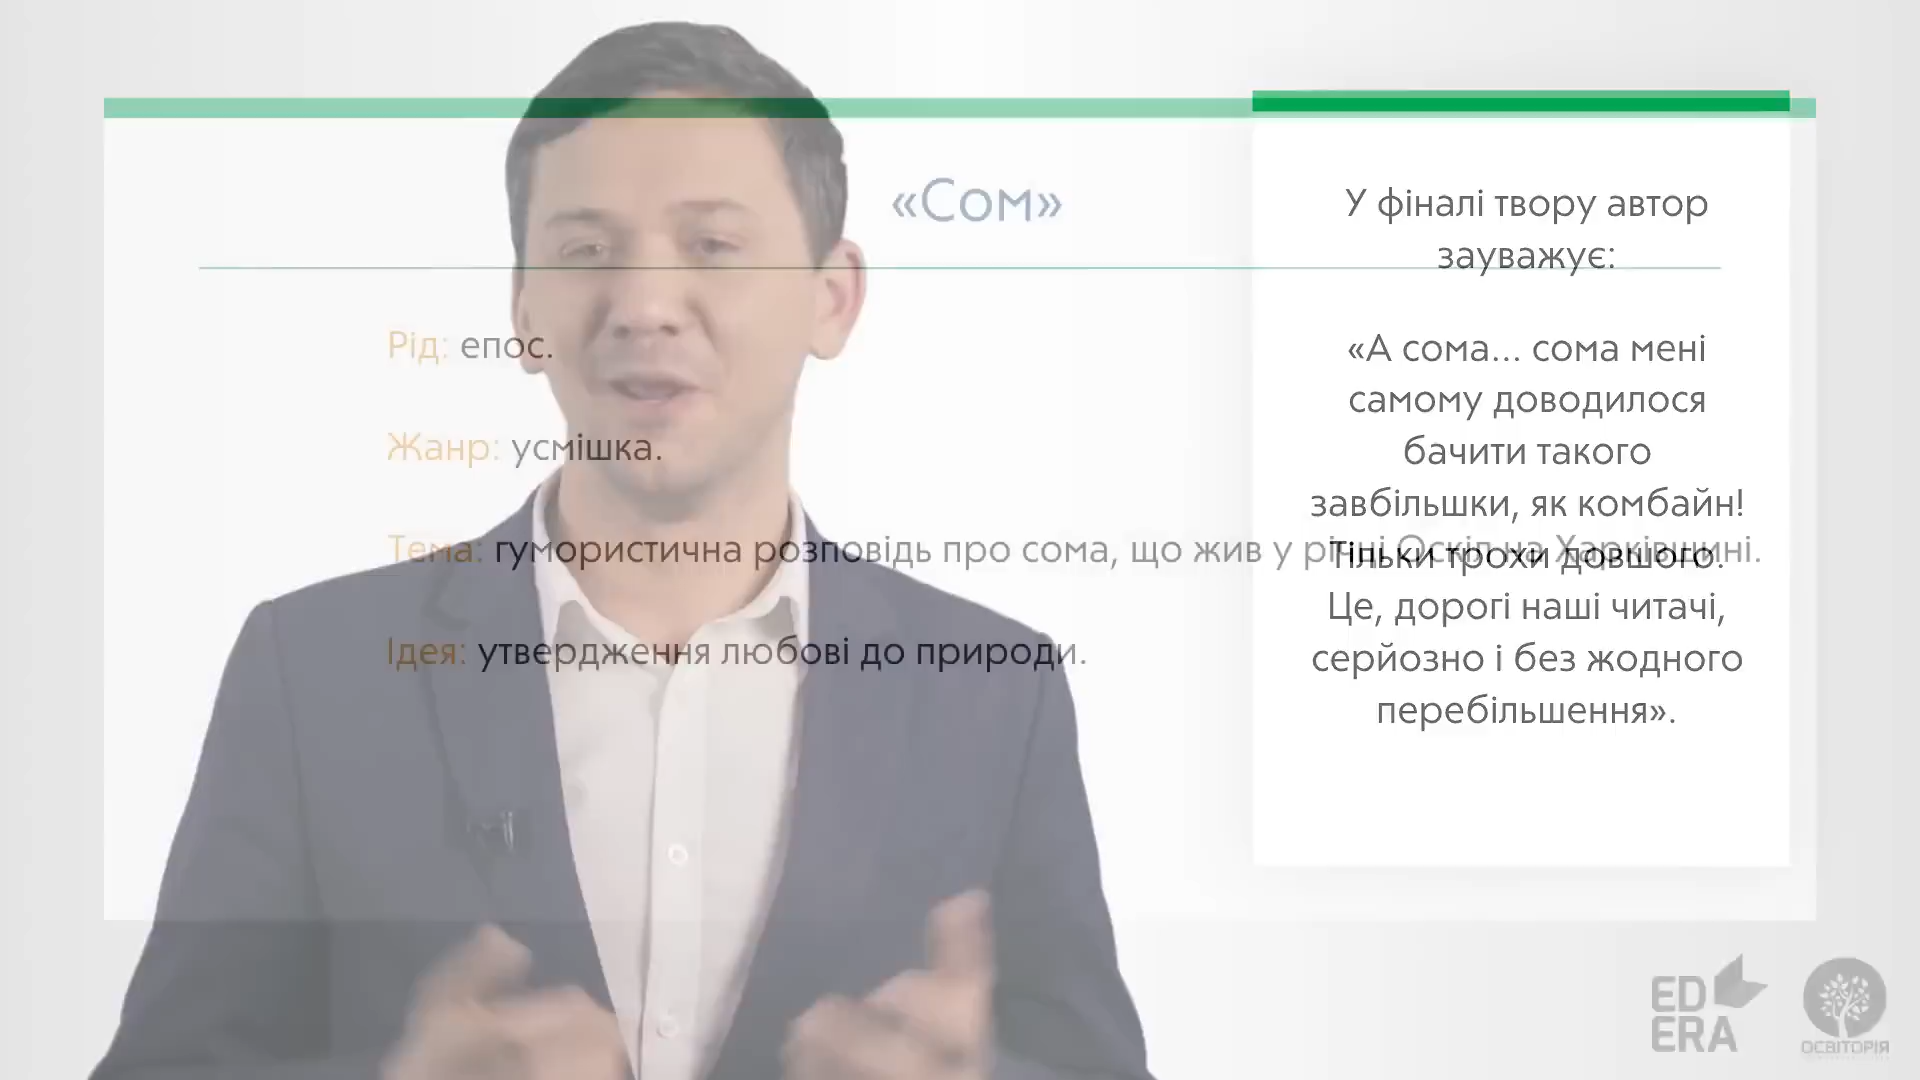 «Сом»
Рід: епос.
Жанр: усмішка.
Тема: гумористична розповідь про сома, що жив у річці Оскіл на Харківщині.
Ідея: утвердження любові до природи.
У фіналі твору автор
зауважує:
«А сома... сома мені
самому доводилося
бачити такого
завбільшки, як комбайн!
Тільки трохи довшого.
Це, дорогі наші читачі,
серйозно і без жодного
перебільшення».
ED
ERA
ОСВІТОРІЯ